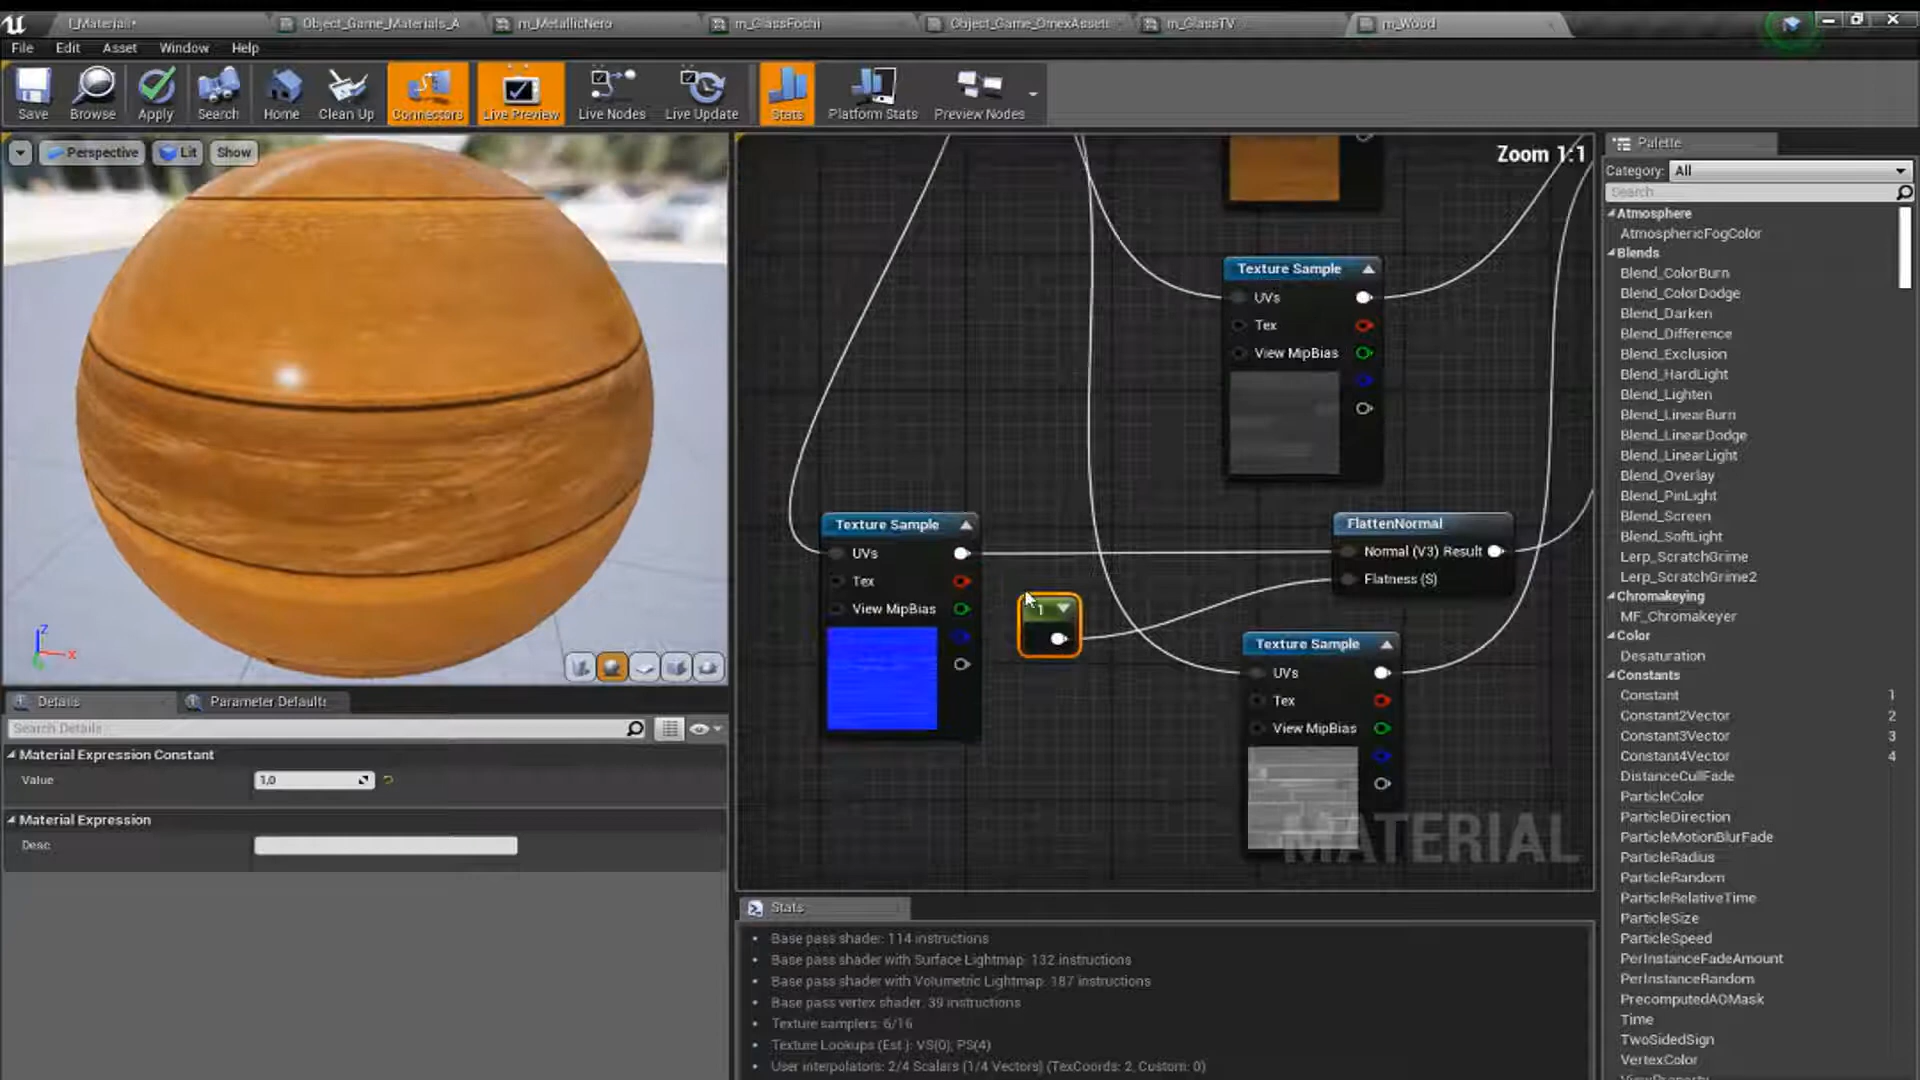 I_Material*
Object_Game_Materials_A
m_MetallicNero
m_GlassFochi
Object_Game_OmexAsseti
m_GlassTV
m_Wood
File Edit Asset Window Help
Save Browse Apply Search Home Clean Up Connectors Live Preview Live Nodes Live Update Stats Platform Stats Preview Nodes
Perspective Lit Show
Zoom 1:1
Texture Sample
UVs
Tex
View MipBias
Texture Sample
UVs
Tex
View MipBias
1
FlattenNormal
Normal (V3) Result
Flatness (S)
Texture Sample
UVs
Tex
View MipBias
MATERIAL
Z
X
Details
Parameter Defaults
Search Details
Material Expression Constant
Value 1,0
Material Expression
Desc
Stats
Base pass shader: 114 instructions
Base pass shader with Surface Lightmap: 132 instructions
Base pass shader with Volumetric Lightmap: 187 instructions
Base pass vertex shader: 39 instructions
Texture samplers: 6/16
Texture Lookups (Est.): VS(0), PS(4)
User interpolators: 2/4 Scalars (1/4 Vectors) (TexCoords: 2, Custom: 0)
Palette
Category: All
Search
Atmosphere
AtmosphericFogColor
Blends
Blend_ColorBurn
Blend_ColorDodge
Blend_Darken
Blend_Difference
Blend_Exclusion
Blend_HardLight
Blend_Lighten
Blend_LinearBurn
Blend_LinearDodge
Blend_LinearLight
Blend_Overlay
Blend_PinLight
Blend_Screen
Blend_SoftLight
Lerp_ScratchGrime
Lerp_ScratchGrime2
Chromakeying
MF_Chromakeyer
Color
Desaturation
Constants
Constant 1
Constant2Vector 2
Constant3Vector 3
Constant4Vector 4
DistanceCullFade
ParticleColor
ParticleDirection
ParticleMotionBlurFade
ParticleRadius
ParticleRandom
ParticleRelativeTime
ParticleSize
ParticleSpeed
PerInstanceFadeAmount
PerInstanceRandom
PrecomputedAOMask
Time
TwoSidedSign
VertexColor
ViewProperty